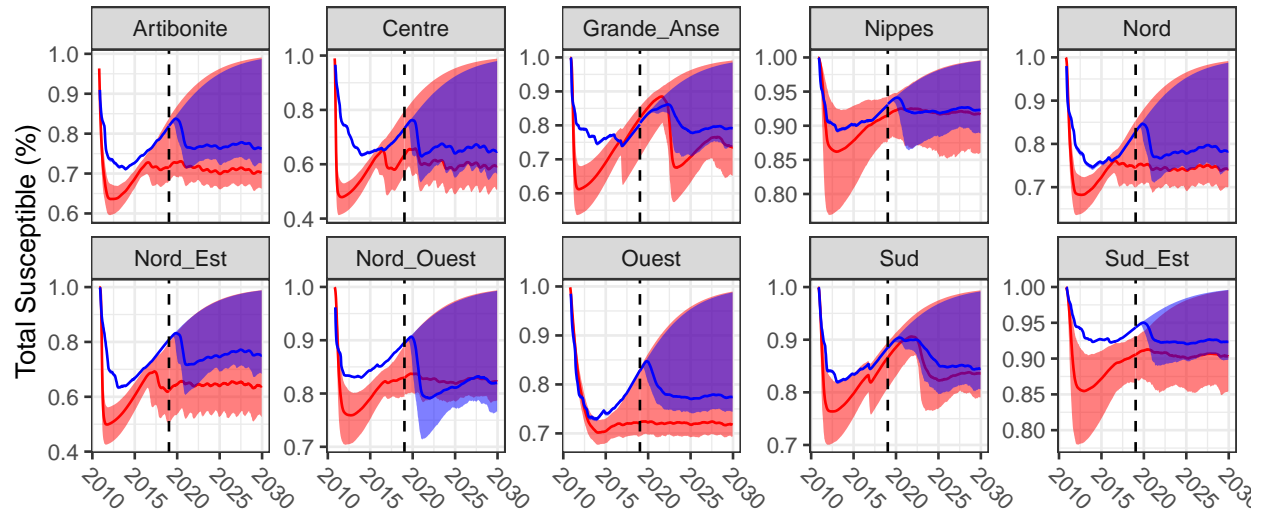 Artibonite Centre Grande_Anse Nippes Nord
1.0 0.9 0.8 0.7 0.6
1.0 0.8 0.6 0.4
1.0 0.9 0.8 0.7 0.6
1.00 0.95 0.90 0.85 0.80
1.0 0.9 0.8 0.7
Total Susceptible (%)
Nord_Est Nord_Ouest Ouest Sud Sud_Est
1.0 0.8 0.6 0.4
1.0 0.9 0.8 0.7
1.0 0.9 0.8 0.7
1.0 0.9 0.8 0.7
1.00 0.95 0.90 0.85 0.80
2010 2015 2020 2025 2030
2010 2015 2020 2025 2030
2010 2015 2020 2025 2030
2010 2015 2020 2025 2030
2010 2015 2020 2025 2030